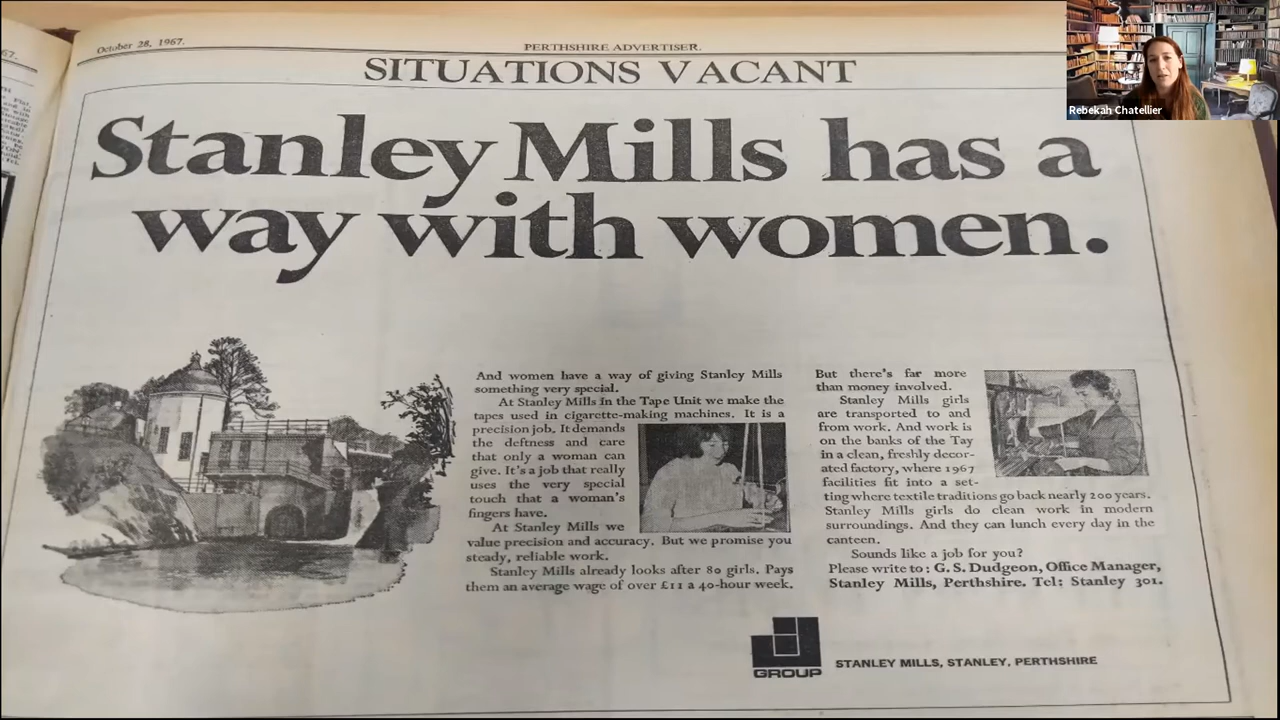 October 28, 1967.
PERTHSHIRE ADVERTISER.
SITUATIONS VACANT
Rebekah Chatellier
Stanley Mills has a
way with women.
And women have a way of giving Stanley Mills
something very special.
At Stanley Mills in the Tape Unit we make the
tapes used in cigarette-making machines. It is a
precision job. It demands
the deftness and care
that only a woman can
give. It's a job that really
uses the very special
touch that a woman's
fingers have.
At Stanley Mills we
value precision and accuracy. But we promise you
steady, reliable work.
Stanley Mills already looks after 80 girls. Pays
them an average wage of over £11 a 40-hour week.
But there's far more
than money involved.
Stanley Mills girls
are transported to and
from work. And work is
on the banks of the Tay
in a clean, freshly decor-
ated factory, where 1967
facilities fit into a set-
ting where textile traditions go back nearly 200 years.
Stanley Mills girls do clean work in modern
surroundings. And they can lunch every day in the
canteen.
Sounds like a job for you?
Please write to: G. S. Dudgeon, Office Manager,
Stanley Mills, Perthshire. Tel: Stanley 301.
GROUP
STANLEY MILLS, STANLEY, PERTHSHIRE